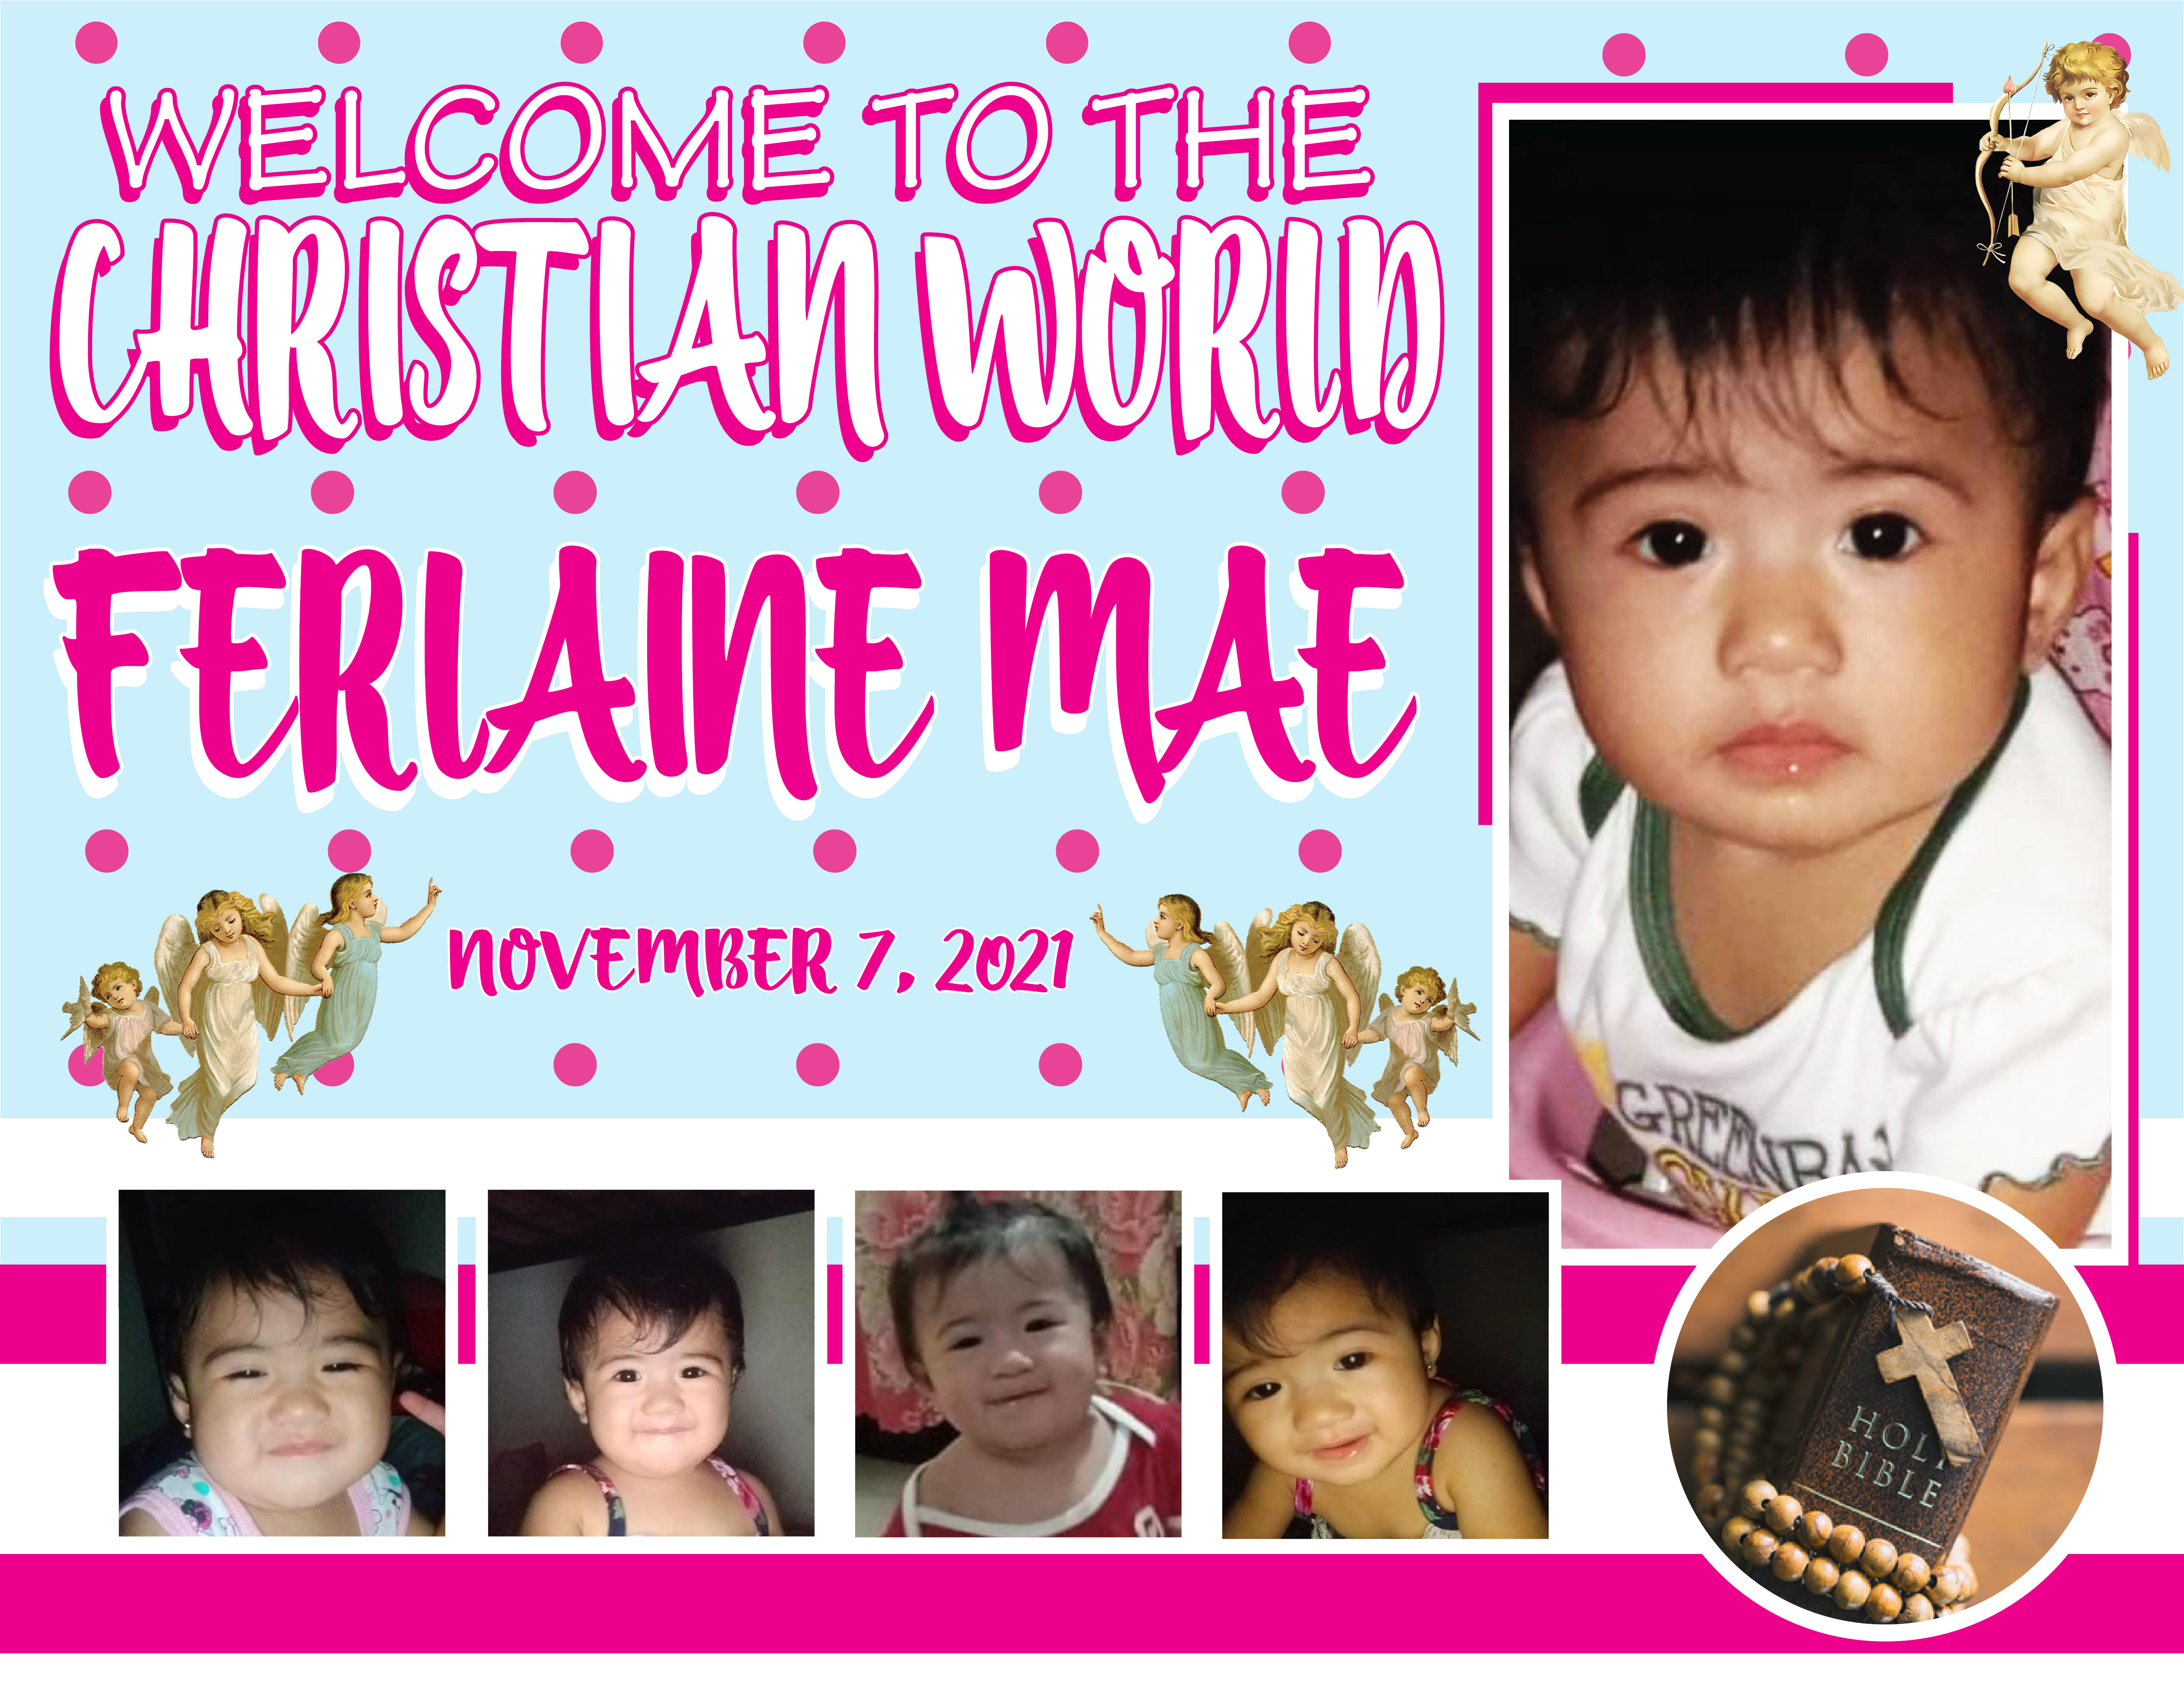 WELCOME TO THE
CHRISTIAN WORLD
FERLAINE MAE
NOVEMBER 7, 2021
HOLY
BIBLE